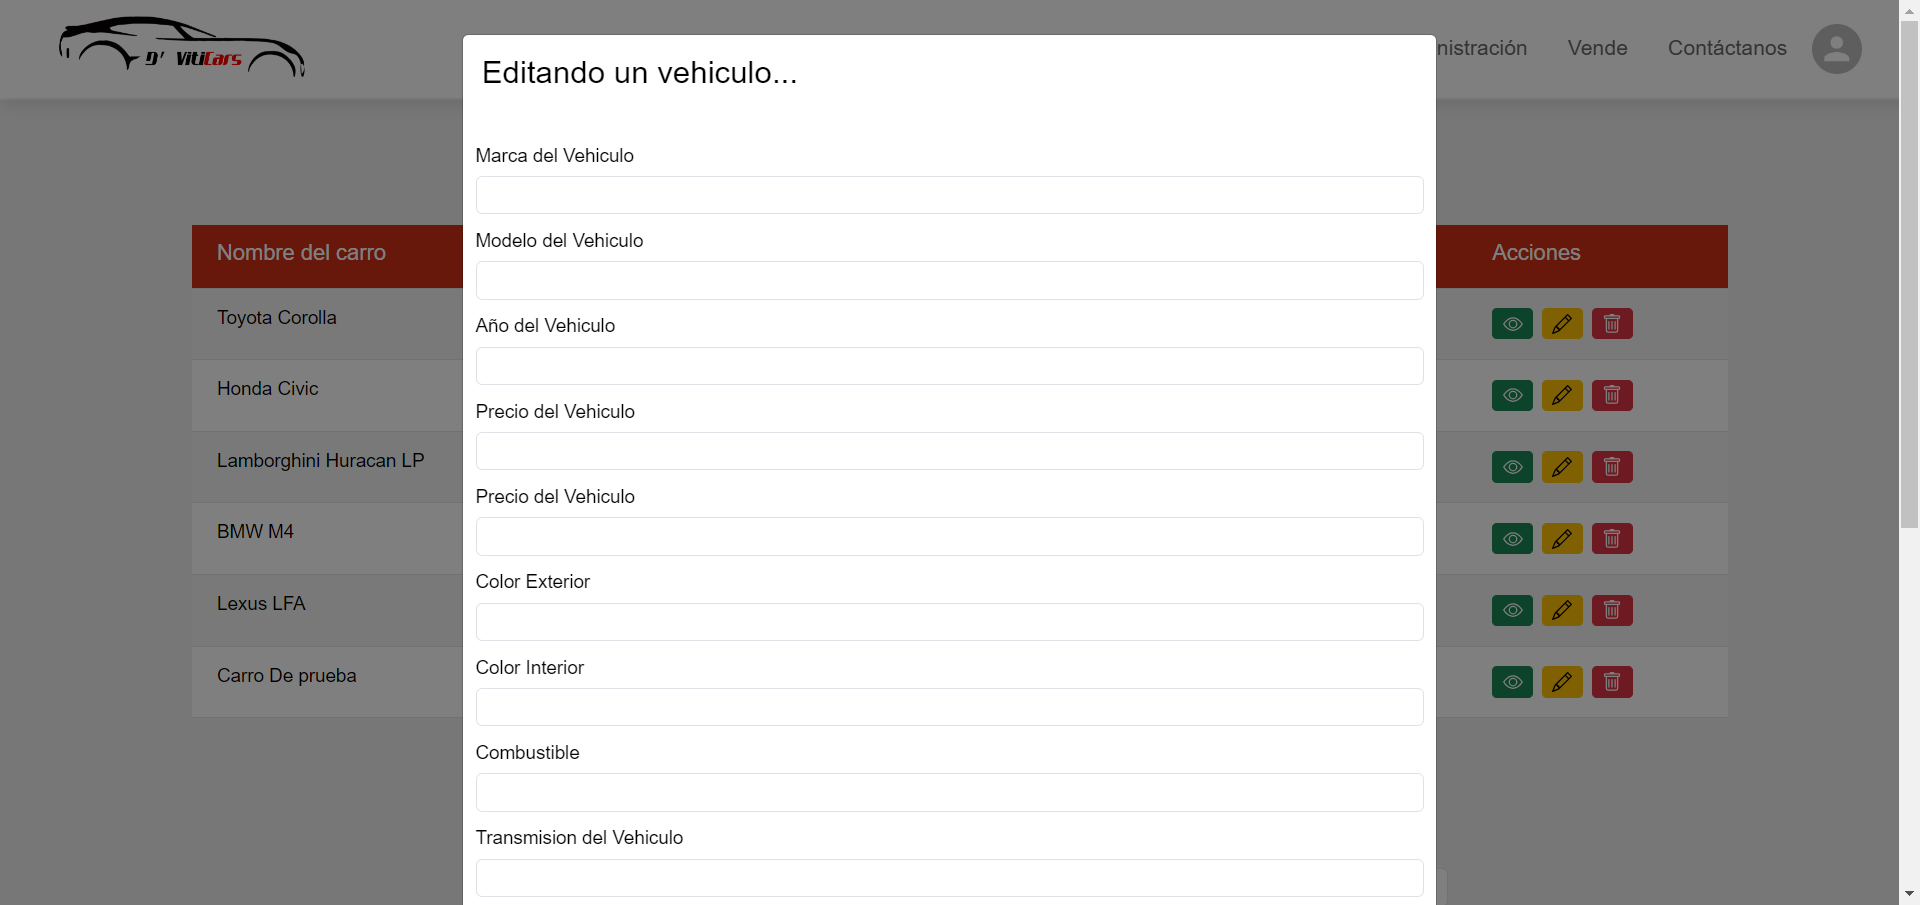 D' VitiCars
nistración
Vende
Contáctanos
Editando un vehiculo...
Marca del Vehiculo
Modelo del Vehiculo
Año del Vehiculo
Precio del Vehiculo
Precio del Vehiculo
Color Exterior
Color Interior
Combustible
Transmision del Vehiculo
Nombre del carro
Acciones
Toyota Corolla
Honda Civic
Lamborghini Huracan LP
BMW M4
Lexus LFA
Carro De prueba